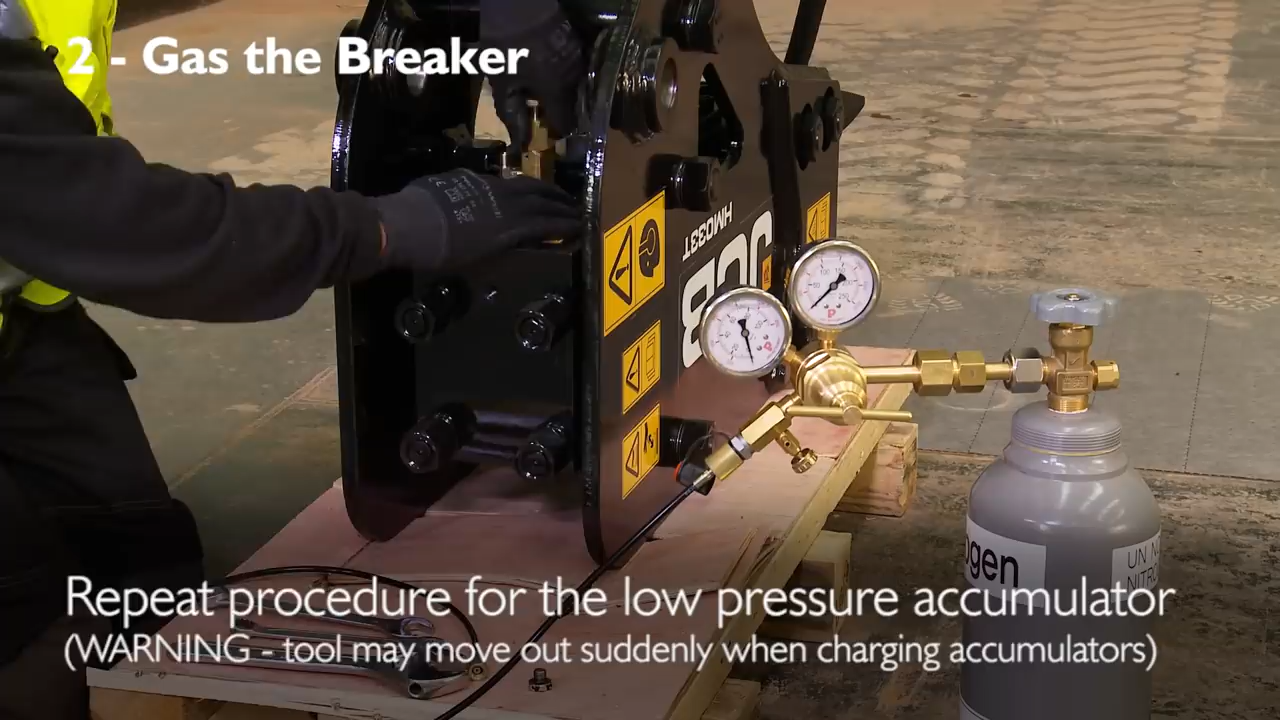 2 - Gas the Breaker
HM033T
JCB
ogen
UN N
NITRO
Repeat procedure for the low pressure accumulator
(WARNING - tool may move out suddenly when charging accumulators)